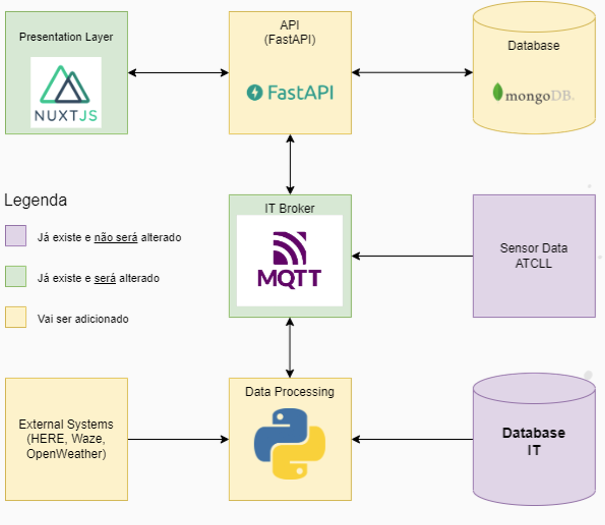 Presentation Layer
NUXTJS
API
(FastAPI)
FastAPI
Database
mongoDB.
Legenda
Já existe e não será alterado
Já existe e será alterado
Vai ser adicionado
IT Broker
MQTT
Sensor Data
ATCLL
External Systems
(HERE, Waze,
OpenWeather)
Data Processing
Database
IT